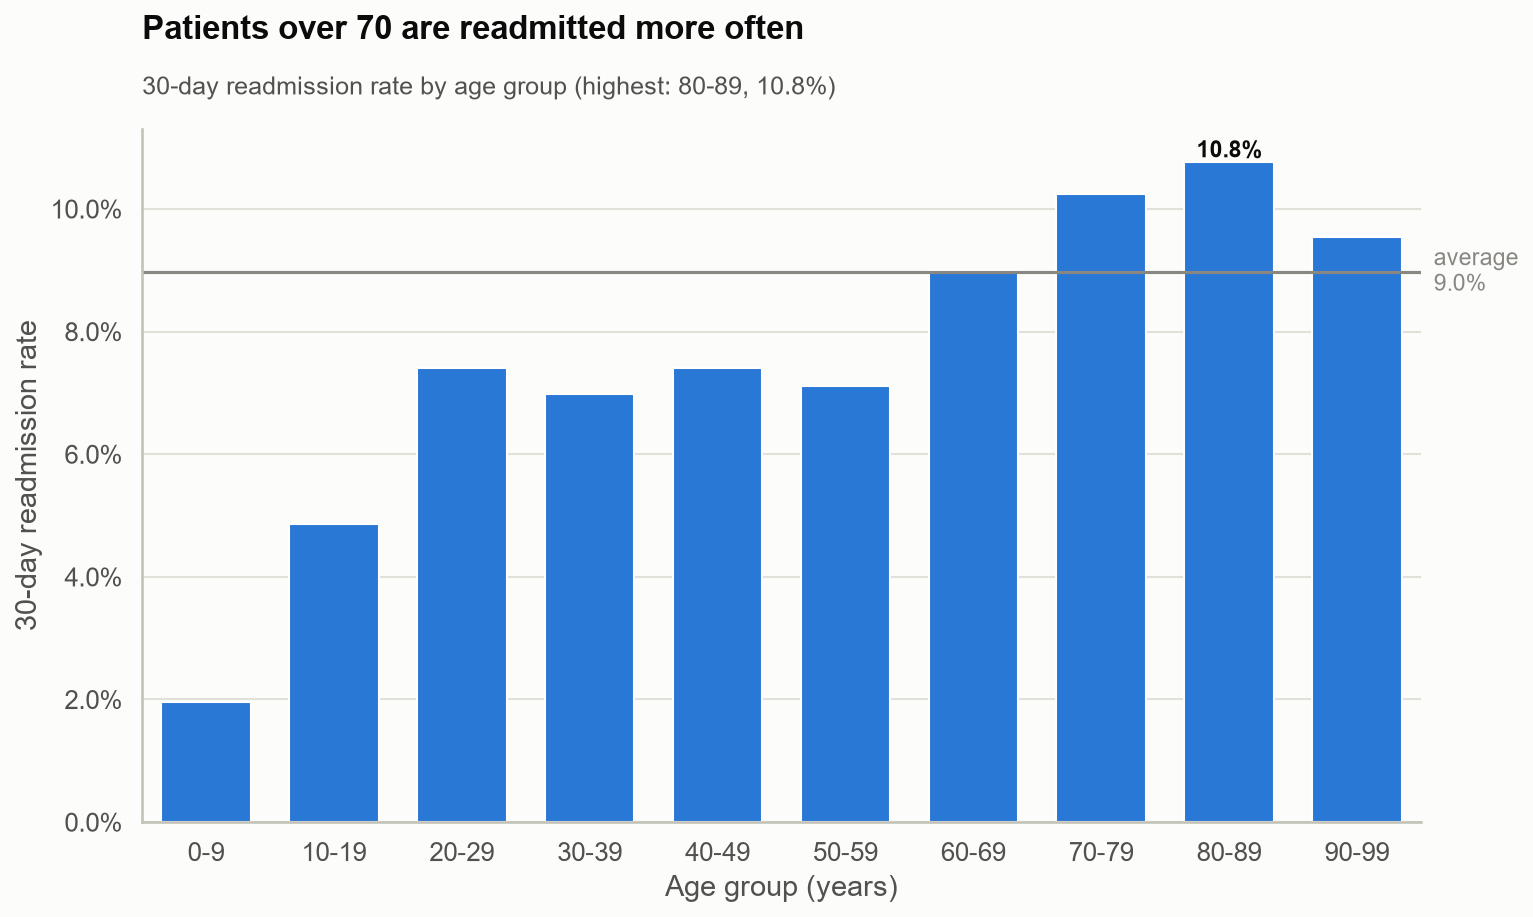 Patients over 70 are readmitted more often
30-day readmission rate by age group (highest: 80-89, 10.8%)
10.8%
10.0%
average
9.0%
8.0%
6.0%
4.0%
2.0%
0.0%
30-day readmission rate
0-9 10-19 20-29 30-39 40-49 50-59 60-69 70-79 80-89 90-99
Age group (years)